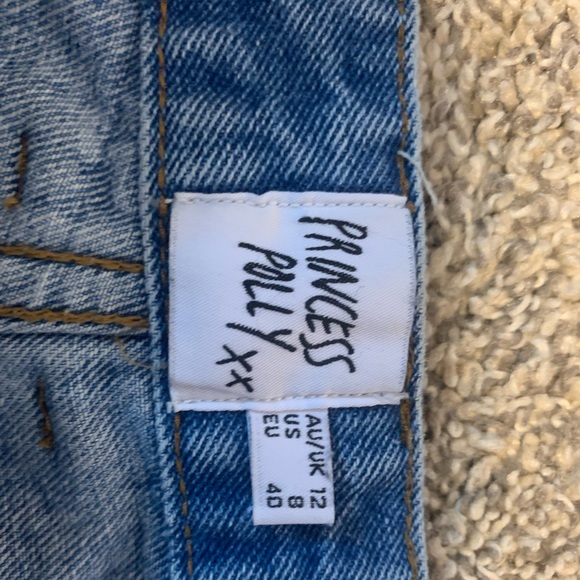 PRINCESS
POLLY xx
AU/UK 12
US 8
EU 40